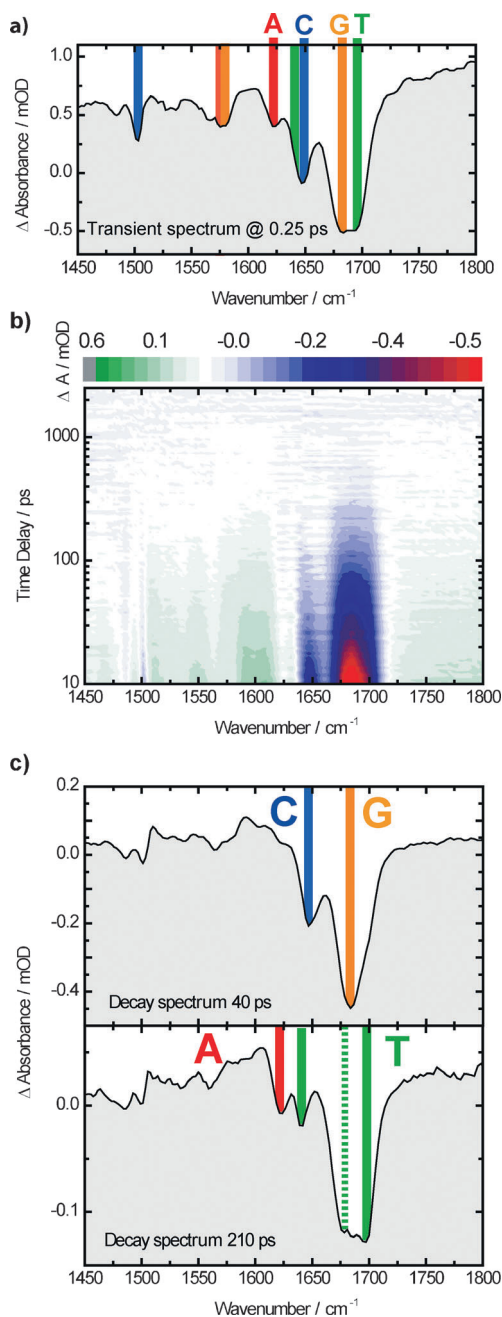 a)
A C G T
1.0
0.5
0.0
-0.5
Δ Absorbance / mOD
Transient spectrum @ 0.25 ps
1450 1500 1550 1600 1650 1700 1750 1800
Wavenumber / cm⁻¹
b)
Δ A / mOD
0.6 0.1 -0.0 -0.2 -0.4 -0.5
1000
100
10
Time Delay / ps
1450 1500 1550 1600 1650 1700 1750 1800
Wavenumber / cm⁻¹
c)
0.2
0.0
-0.2
-0.4
C G
Decay spectrum 40 ps
Δ Absorbance / mOD
A T
0.0
-0.1
Decay spectrum 210 ps
1450 1500 1550 1600 1650 1700 1750 1800
Wavenumber / cm⁻¹